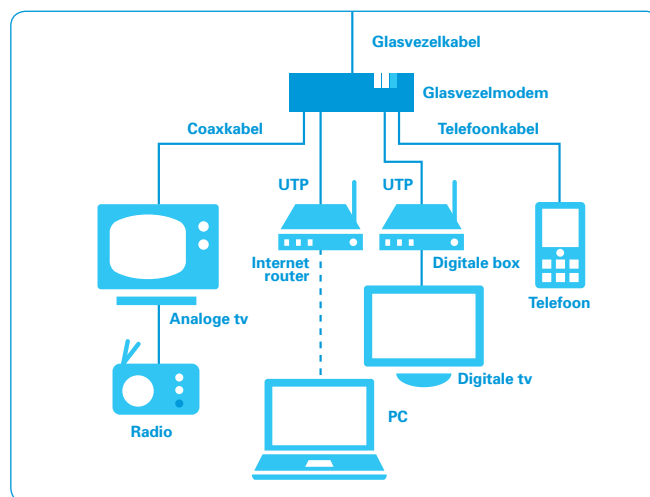 Glasvezelkabel
Glasvezelmodem
Coaxkabel
Telefoonkabel
UTP
UTP
Internet
router
Digitale box
Telefoon
Analoge tv
Digitale tv
PC
Radio